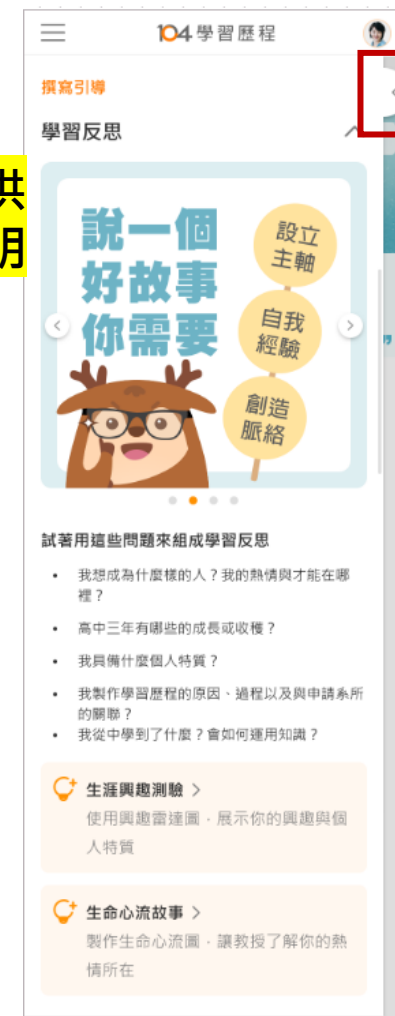 104學習歷程
撰寫引導
學習反思
供
明
說一個
好故事
你需要
設立
主軸
自我
經驗
創造
脈絡
試著用這些問題來組成學習反思
• 我想成為什麼樣的人？我的熱情與才能在哪
裡？
• 高中三年有哪些的成長或收穫？
• 我具備什麼個人特質？
• 我製作學習歷程的原因、過程以及與申請系所
的關聯？
• 我從中學到了什麼？會如何運用知識？
生涯興趣測驗 >
使用興趣雷達圖，展示你的興趣與個
人特質
生命心流故事 >
製作生命心流圖，讓教授了解你的熱
情所在